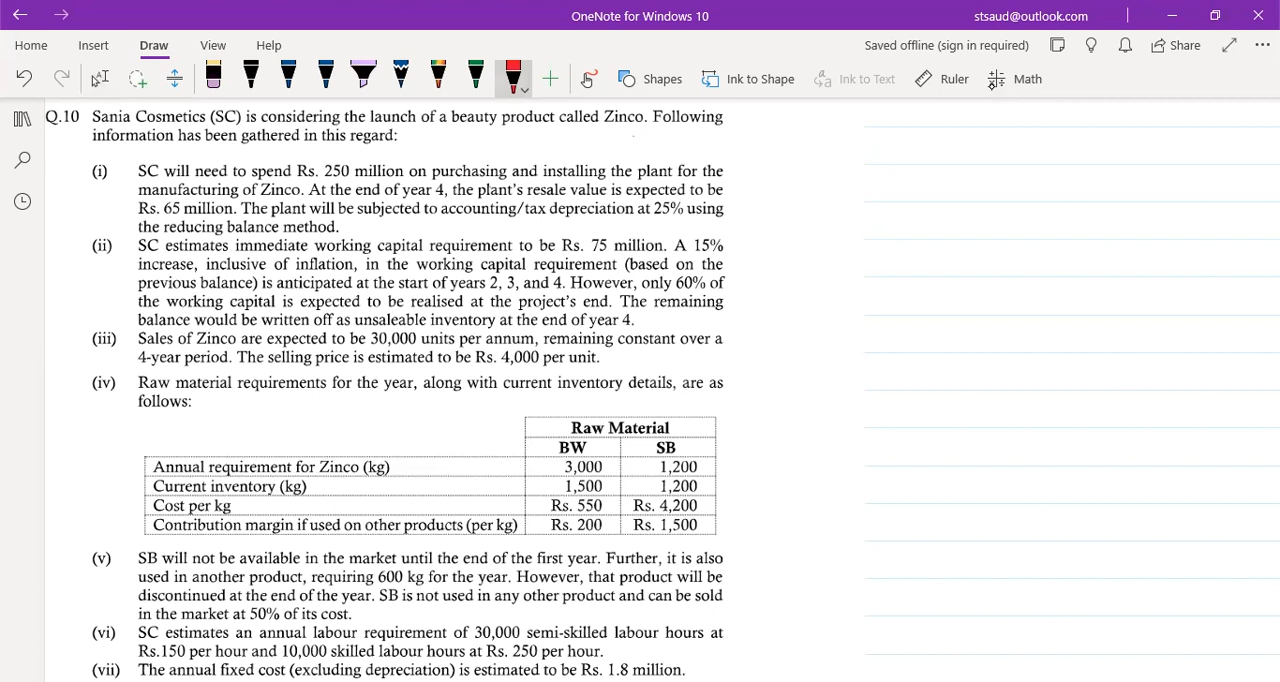 OneNote for Windows 10
stsaud@outlook.com
Home Insert Draw View Help
Saved offline (sign in required) Share
Shapes Ink to Shape Ink to Text Ruler Math
Q.10 Sania Cosmetics (SC) is considering the launch of a beauty product called Zinco. Following
information has been gathered in this regard:
(i) SC will need to spend Rs. 250 million on purchasing and installing the plant for the
manufacturing of Zinco. At the end of year 4, the plant's resale value is expected to be
Rs. 65 million. The plant will be subjected to accounting/tax depreciation at 25% using
the reducing balance method.
(ii) SC estimates immediate working capital requirement to be Rs. 75 million. A 15%
increase, inclusive of inflation, in the working capital requirement (based on the
previous balance) is anticipated at the start of years 2, 3, and 4. However, only 60% of
the working capital is expected to be realised at the project's end. The remaining
balance would be written off as unsaleable inventory at the end of year 4.
(iii) Sales of Zinco are expected to be 30,000 units per annum, remaining constant over a
4-year period. The selling price is estimated to be Rs. 4,000 per unit.
(iv) Raw material requirements for the year, along with current inventory details, are as
follows:
Raw Material
BW SB
Annual requirement for Zinco (kg) 3,000 1,200
Current inventory (kg) 1,500 1,200
Cost per kg Rs. 550 Rs. 4,200
Contribution margin if used on other products (per kg) Rs. 200 Rs. 1,500
(v) SB will not be available in the market until the end of the first year. Further, it is also
used in another product, requiring 600 kg for the year. However, that product will be
discontinued at the end of the year. SB is not used in any other product and can be sold
in the market at 50% of its cost.
(vi) SC estimates an annual labour requirement of 30,000 semi-skilled labour hours at
Rs.150 per hour and 10,000 skilled labour hours at Rs. 250 per hour.
(vii) The annual fixed cost (excluding depreciation) is estimated to be Rs. 1.8 million.